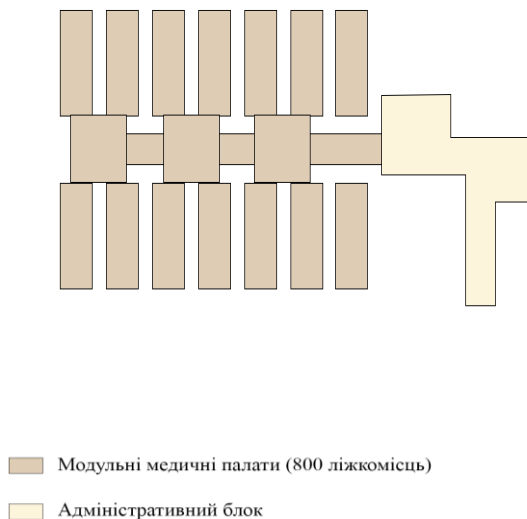 Модульні медичні палати (800 ліжкомісць)
Адміністративний блок